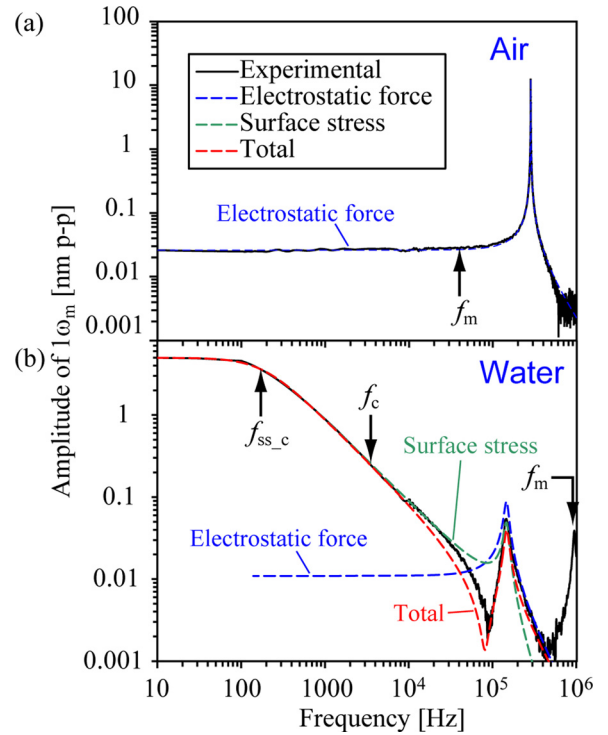 (a)
100
10
1
0.1
0.01
0.001
Air
Experimental
Electrostatic force
Surface stress
Total
Electrostatic force
fm
Amplitude of 1ωm [nm p-p]
(b)
1
0.1
0.01
0.001
Water
fss_c
fc
Surface stress
fm
Electrostatic force
Total
10 100 1000 10⁴ 10⁵ 10⁶
Frequency [Hz]